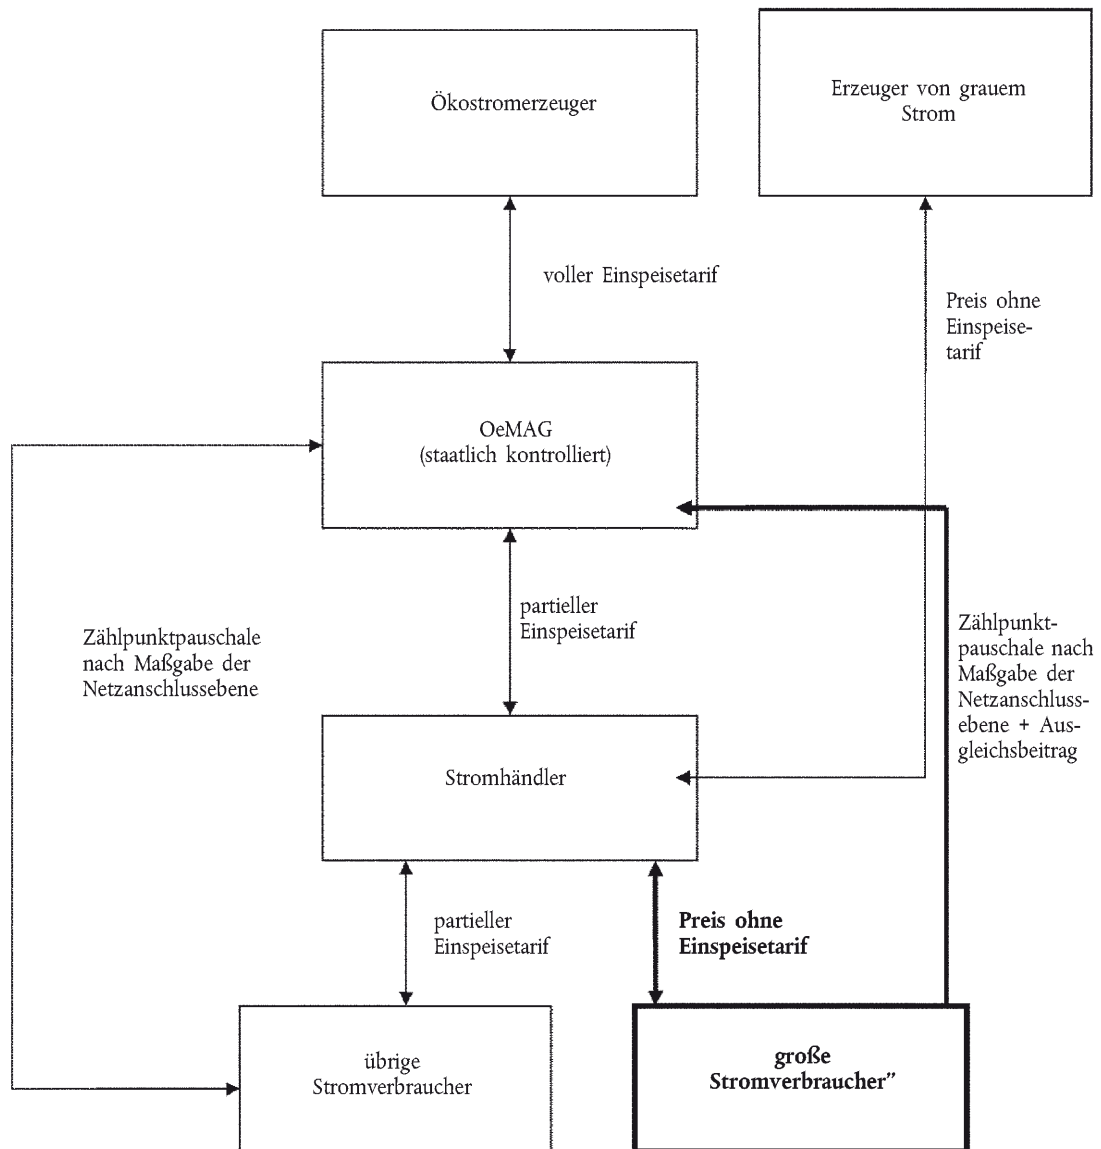 Ökostromerzeuger
Erzeuger von grauem
Strom
voller Einspeisetarif
Preis ohne
Einspeise-
tarif
OeMAG
(staatlich kontrolliert)
partieller
Einspeisetarif
Zählpunktpauschale
nach Maßgabe der
Netzanschlussebene
Zählpunkt-
pauschale nach
Maßgabe der
Netzanschluss-
ebene + Aus-
gleichsbeitrag
Stromhändler
partieller
Einspeisetarif
Preis ohne
Einspeisetarif
übrige
Stromverbraucher
große
Stromverbraucher”